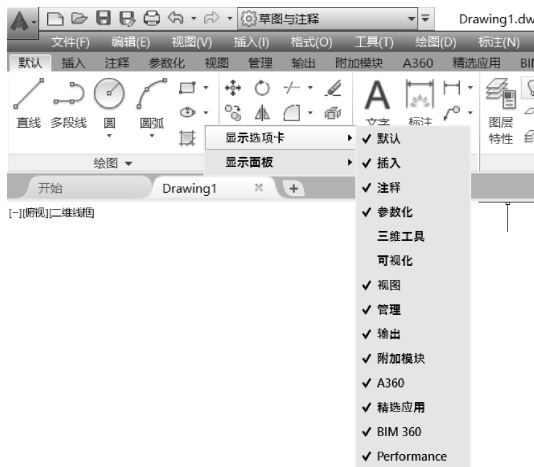 草图与注释 Drawing1.dw
文件(F) 编辑(E) 视图(V) 插入(I) 格式(O) 工具(T) 绘图(D) 标注(N)
默认 插入 注释 参数化 视图 管理 输出 附加模块 A360 精选应用 BI
直线 多段线 圆 圆弧 文字 标注 图层
特性
绘图
显示选项卡
显示面板
默认
插入
注释
参数化
三维工具
可视化
视图
管理
输出
附加模块
A360
精选应用
BIM 360
Performance
开始 Drawing1
[-][俯视][二维线框]